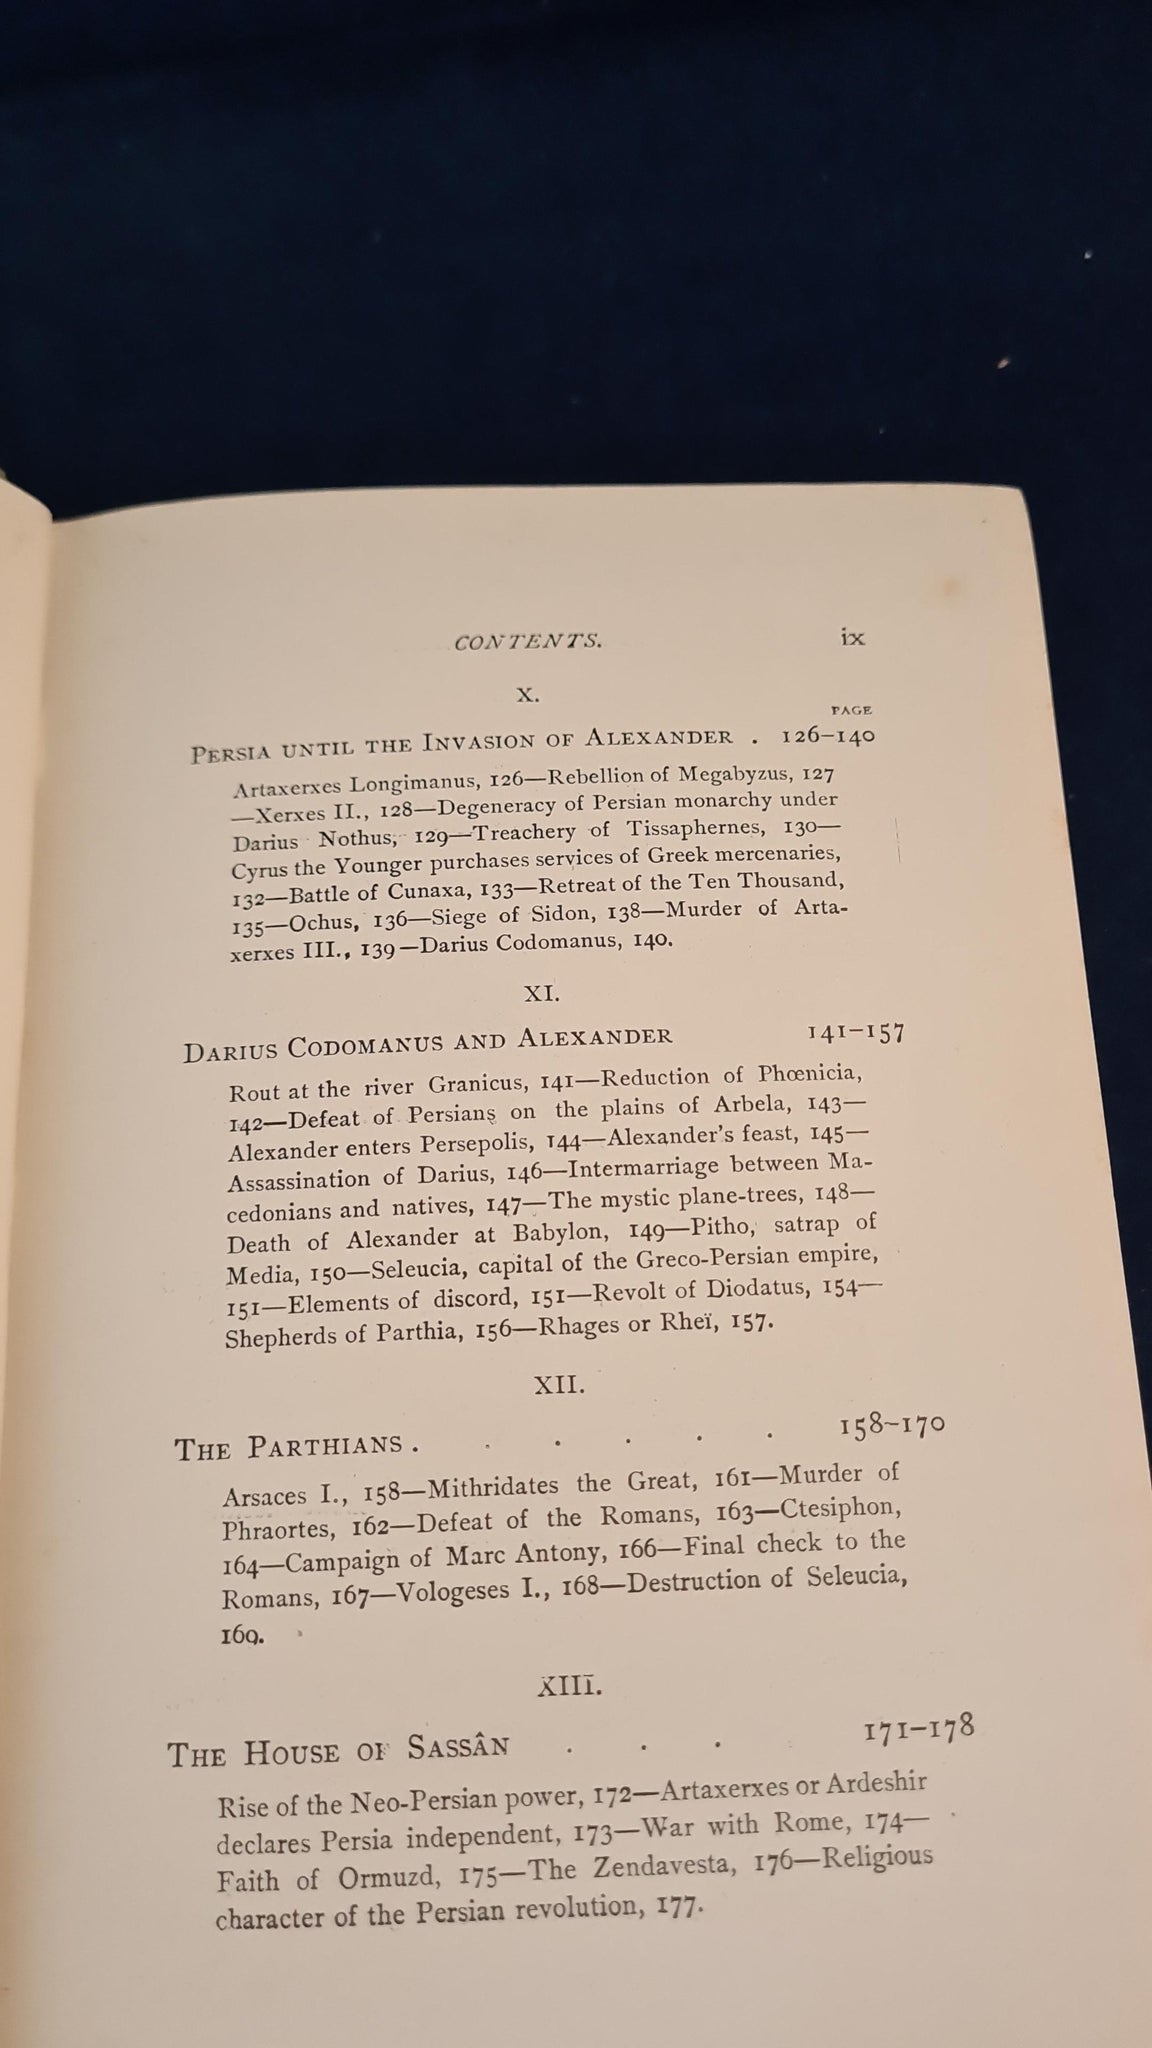 CONTENTS. ix
X.
PAGE
PERSIA UNTIL THE INVASION OF ALEXANDER . 126–140
Artaxerxes Longimanus, 126—Rebellion of Megabyzus, 127
—Xerxes II., 128—Degeneracy of Persian monarchy under
Darius Nothus, 129—Treachery of Tissaphernes, 130—
Cyrus the Younger purchases services of Greek mercenaries,
132—Battle of Cunaxa, 133—Retreat of the Ten Thousand,
135—Ochus, 136—Siege of Sidon, 138—Murder of Arta-
xerxes III., 139—Darius Codomanus, 140.
XI.
DARIUS CODOMANUS AND ALEXANDER 141–157
Rout at the river Granicus, 141—Reduction of Phœnicia,
142—Defeat of Persians on the plains of Arbela, 143—
Alexander enters Persepolis, 144—Alexander's feast, 145—
Assassination of Darius, 146—Intermarriage between Ma-
cedonians and natives, 147—The mystic plane-trees, 148—
Death of Alexander at Babylon, 149—Pitho, satrap of
Media, 150—Seleucia, capital of the Greco-Persian empire,
151—Elements of discord, 151—Revolt of Diodatus, 154—
Shepherds of Parthia, 156—Rhages or Rheï, 157.
XII.
THE PARTHIANS . . . . . . 158–170
Arsaces I., 158—Mithridates the Great, 161—Murder of
Phraortes, 162—Defeat of the Romans, 163—Ctesiphon,
164—Campaign of Marc Antony, 166—Final check to the
Romans, 167—Vologeses I., 168—Destruction of Seleucia,
169.
XIII.
THE HOUSE OF SASSÂN . . . 171–178
Rise of the Neo-Persian power, 172—Artaxerxes or Ardeshir
declares Persia independent, 173—War with Rome, 174—
Faith of Ormuzd, 175—The Zendavesta, 176—Religious
character of the Persian revolution, 177.